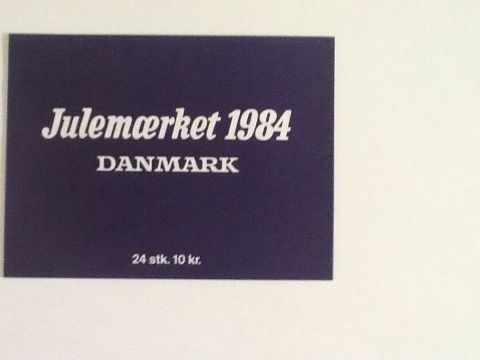 Julemærket 1984
DANMARK
24 stk. 10 kr.